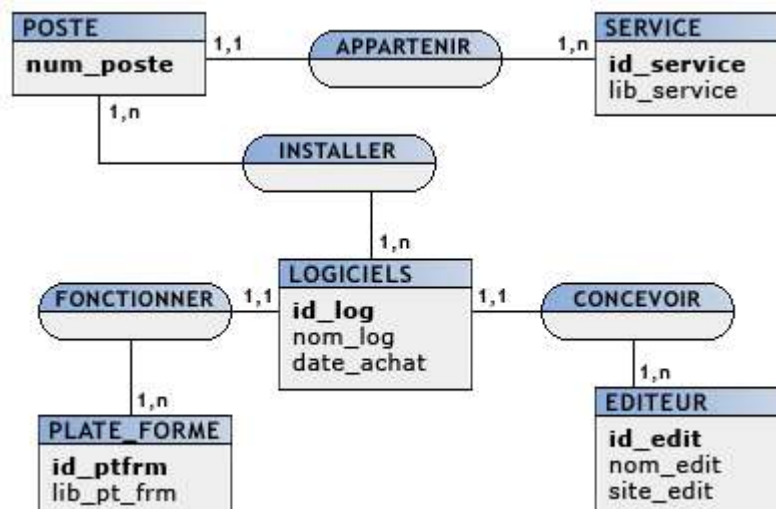 POSTE
num_poste
1,1
APPARTENIR
1,n
SERVICE
id_service
lib_service
1,n
INSTALLER
1,n
LOGICIELS
id_log
nom_log
date_achat
FONCTIONNER
1,1
1,1
CONCEVOIR
1,n
PLATE_FORME
id_ptfrm
lib_pt_frm
1,n
EDITEUR
id_edit
nom_edit
site_edit